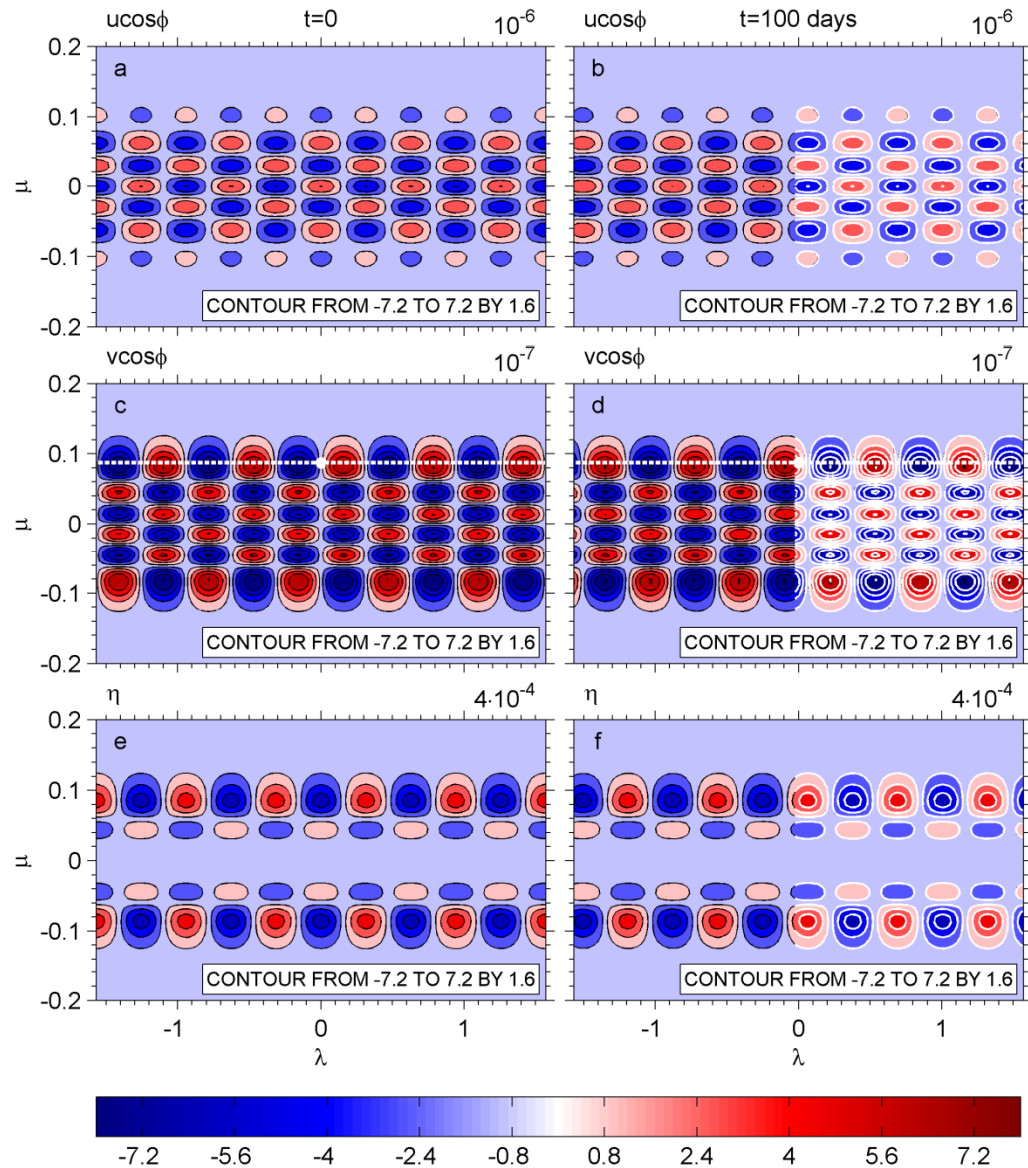 ucosϕ t=0 10-6 ucosϕ t=100 days 10-6
0.2 a b
0.1
μ 0
-0.1
-0.2 CONTOUR FROM -7.2 TO 7.2 BY 1.6 CONTOUR FROM -7.2 TO 7.2 BY 1.6
vcosϕ 10-7 vcosϕ 10-7
0.2 c d
0.1
μ 0
-0.1
-0.2 CONTOUR FROM -7.2 TO 7.2 BY 1.6 CONTOUR FROM -7.2 TO 7.2 BY 1.6
η 4·10-4 η 4·10-4
0.2 e f
0.1
μ 0
-0.1
-0.2 CONTOUR FROM -7.2 TO 7.2 BY 1.6 CONTOUR FROM -7.2 TO 7.2 BY 1.6
-1 0 1 -1 0 1
λ λ
-7.2 -5.6 -4 -2.4 -0.8 0.8 2.4 4 5.6 7.2